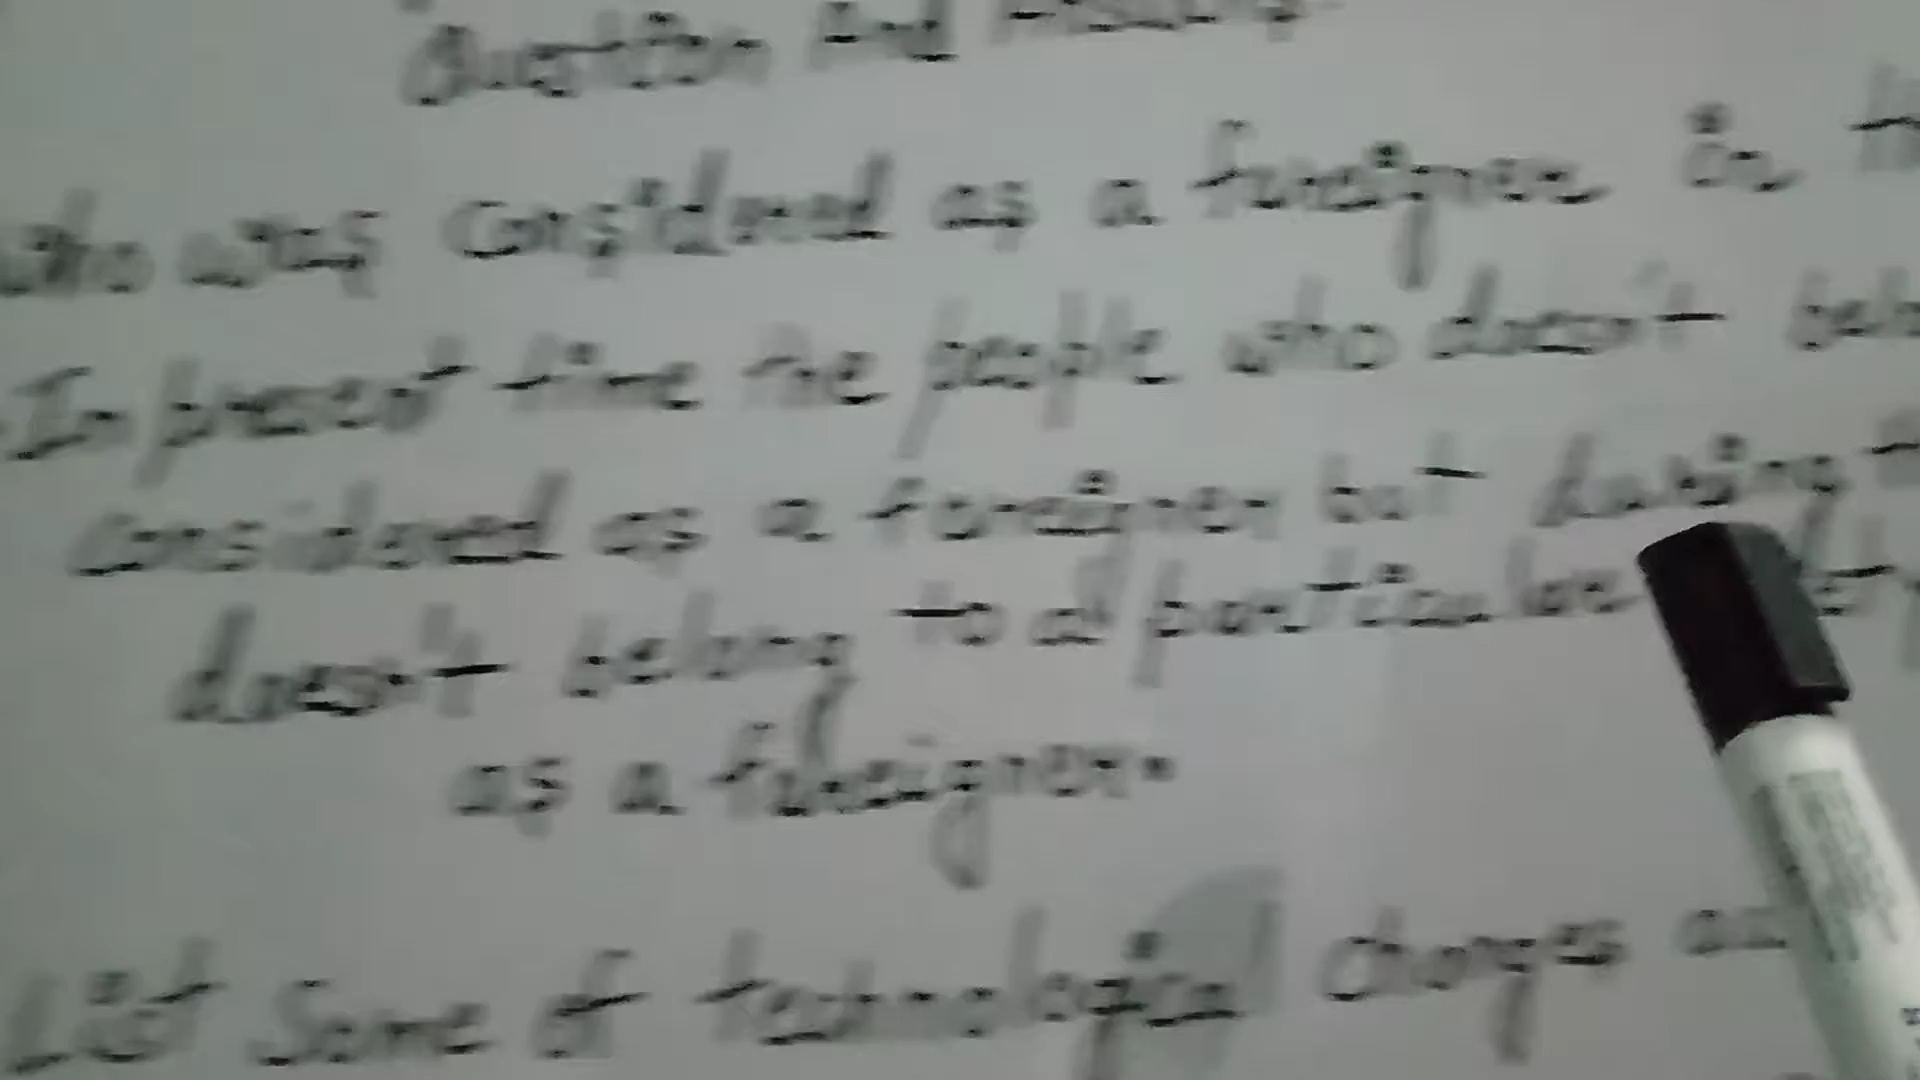 Question And Answer
Who was considered as a foreigner in
In present time the people who doesn't
considered as a foreigner but during
doesn't belong to a particular
as a foreigner.
List Some of technological changes